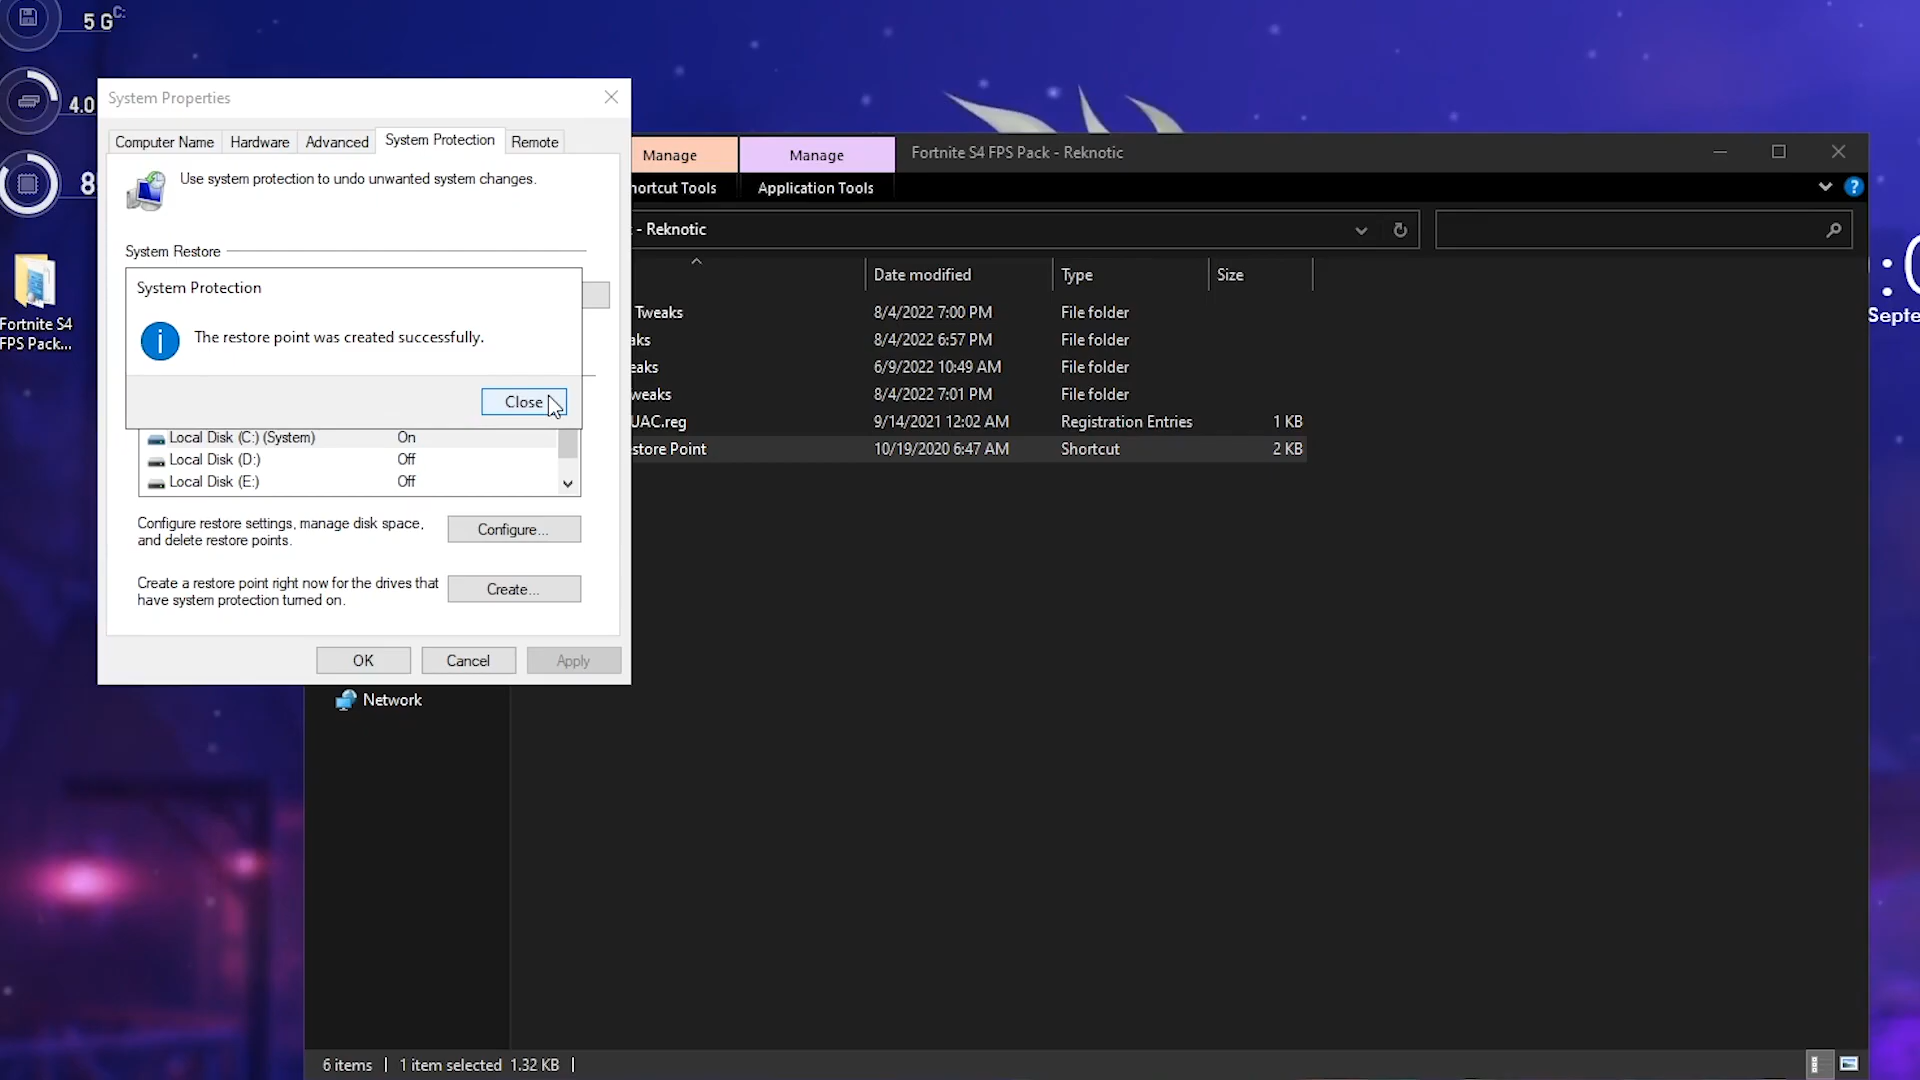 5 G
C:
4.0
8
Fortnite S4
FPS Pack...
System Properties
Computer Name
Hardware
Advanced
System Protection
Remote
Use system protection to undo unwanted system changes.
System Restore
System Protection
The restore point was created successfully.
Close
Local Disk (C:) (System) On
Local Disk (D:) Off
Local Disk (E:) Off
Configure restore settings, manage disk space,
and delete restore points.
Configure...
Create a restore point right now for the drives that
have system protection turned on.
Create...
OK
Cancel
Apply
Manage
Manage
Fortnite S4 FPS Pack - Reknotic
hortcut Tools
Application Tools
- Reknotic
Date modified
Type
Size
Tweaks 8/4/2022 7:00 PM File folder
aks 8/4/2022 6:57 PM File folder
eaks 6/9/2022 10:49 AM File folder
weaks 8/4/2022 7:01 PM File folder
UAC.reg 9/14/2021 12:02 AM Registration Entries 1 KB
store Point 10/19/2020 6:47 AM Shortcut 2 KB
Network
6 items
1 item selected 1.32 KB
Septe